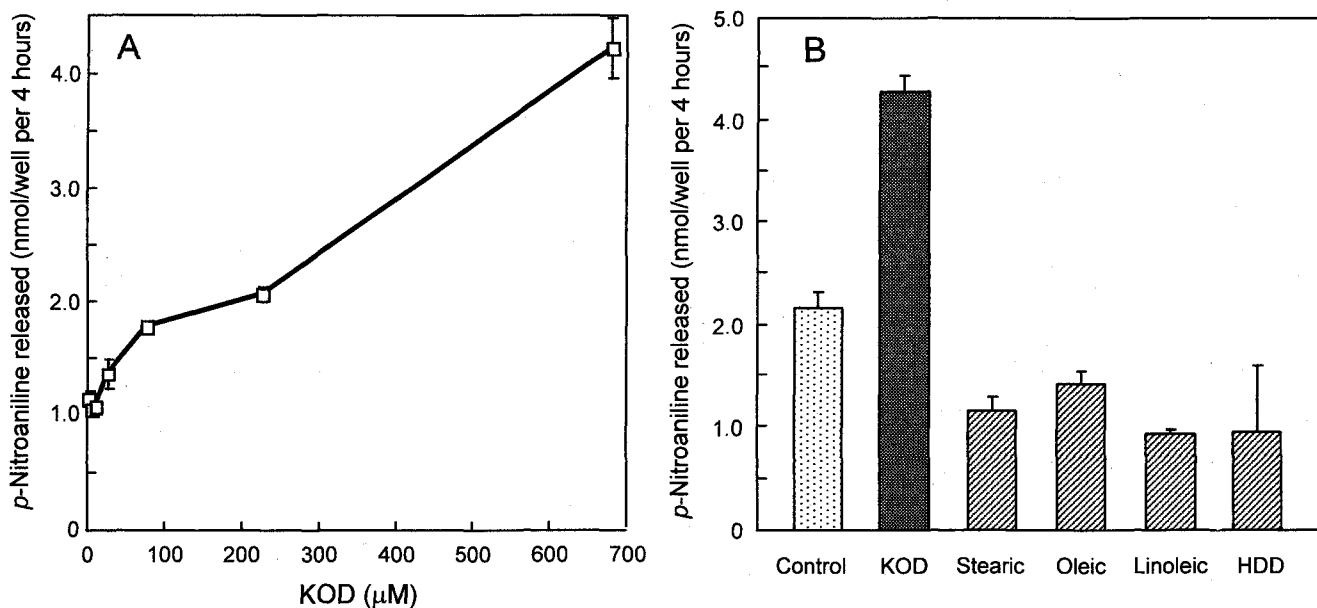 A
p-Nitroaniline released (nmol/well per 4 hours)
4.0
3.0
2.0
1.0
0
0
100
200
300
400
500
600
700
KOD (μM)
B
p-Nitroaniline released (nmol/well per 4 hours)
5.0
4.0
3.0
2.0
1.0
0
Control
KOD
Stearic
Oleic
Linoleic
HDD